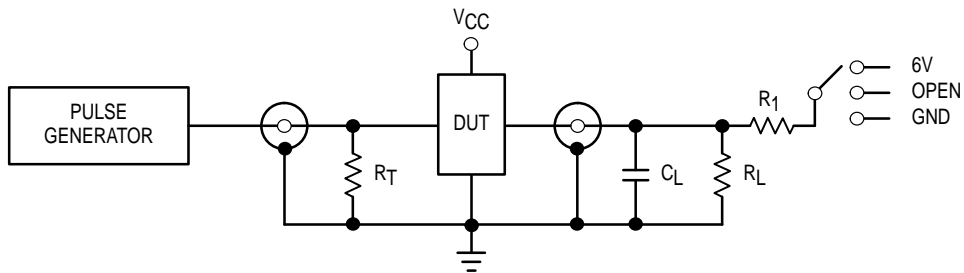 VCC
PULSE
GENERATOR
DUT
RT
CL
RL
R1
6V
OPEN
GND